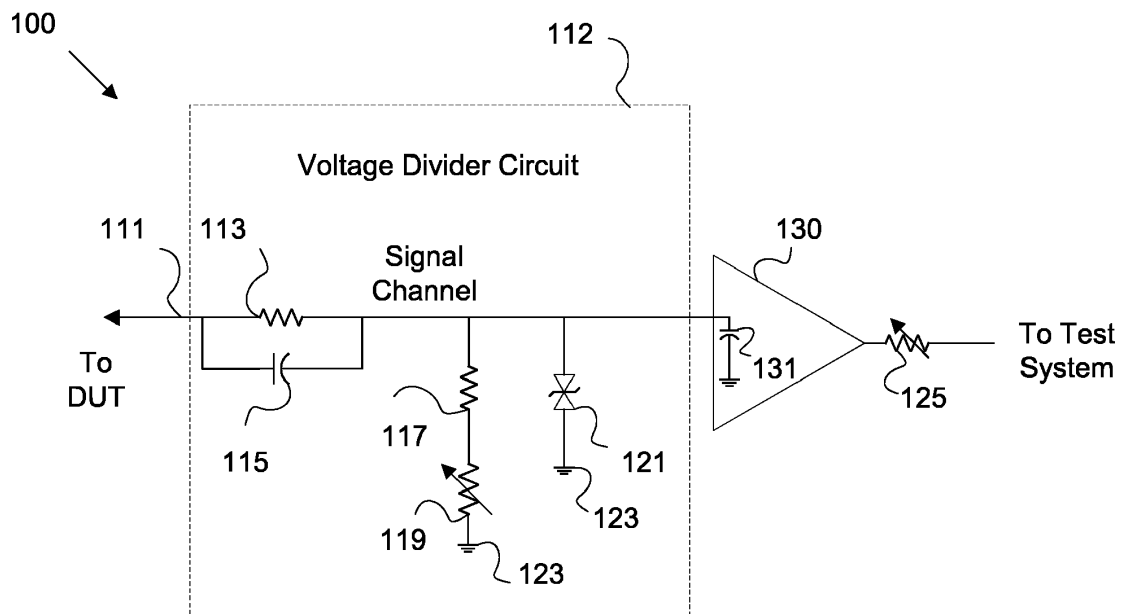 100
112
Voltage Divider Circuit
111
113
130
Signal
Channel
To
DUT
To Test
System
131
125
115
117
121
119
123
123